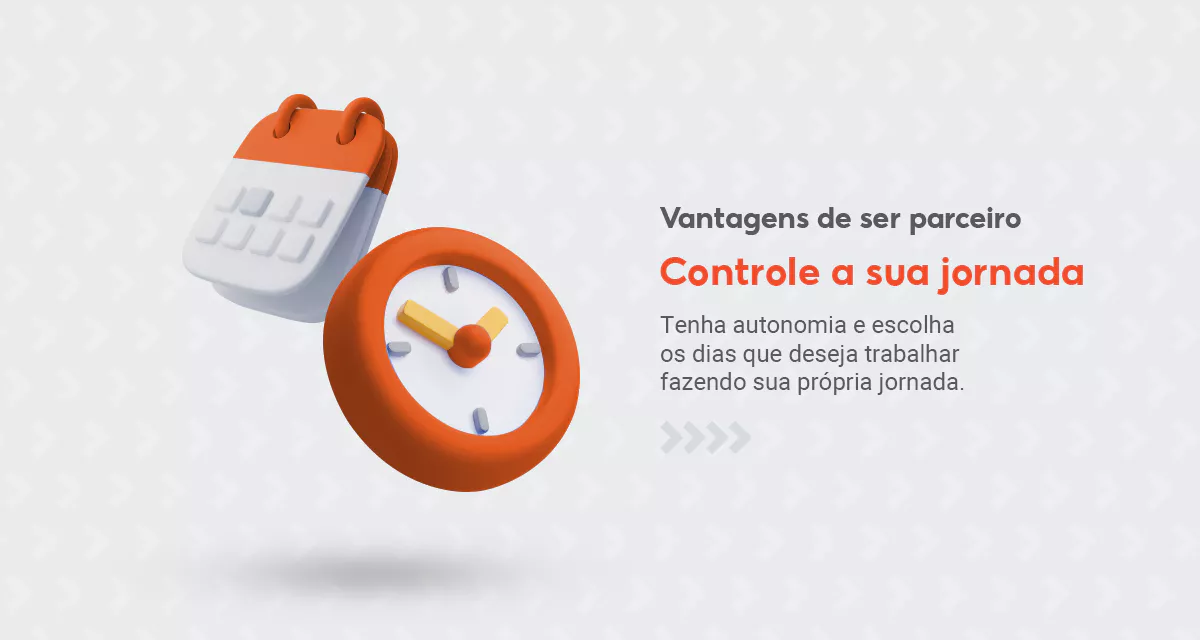 Vantagens de ser parceiro
Controle a sua jornada
Tenha autonomia e escolha
os dias que deseja trabalhar
fazendo sua própria jornada.